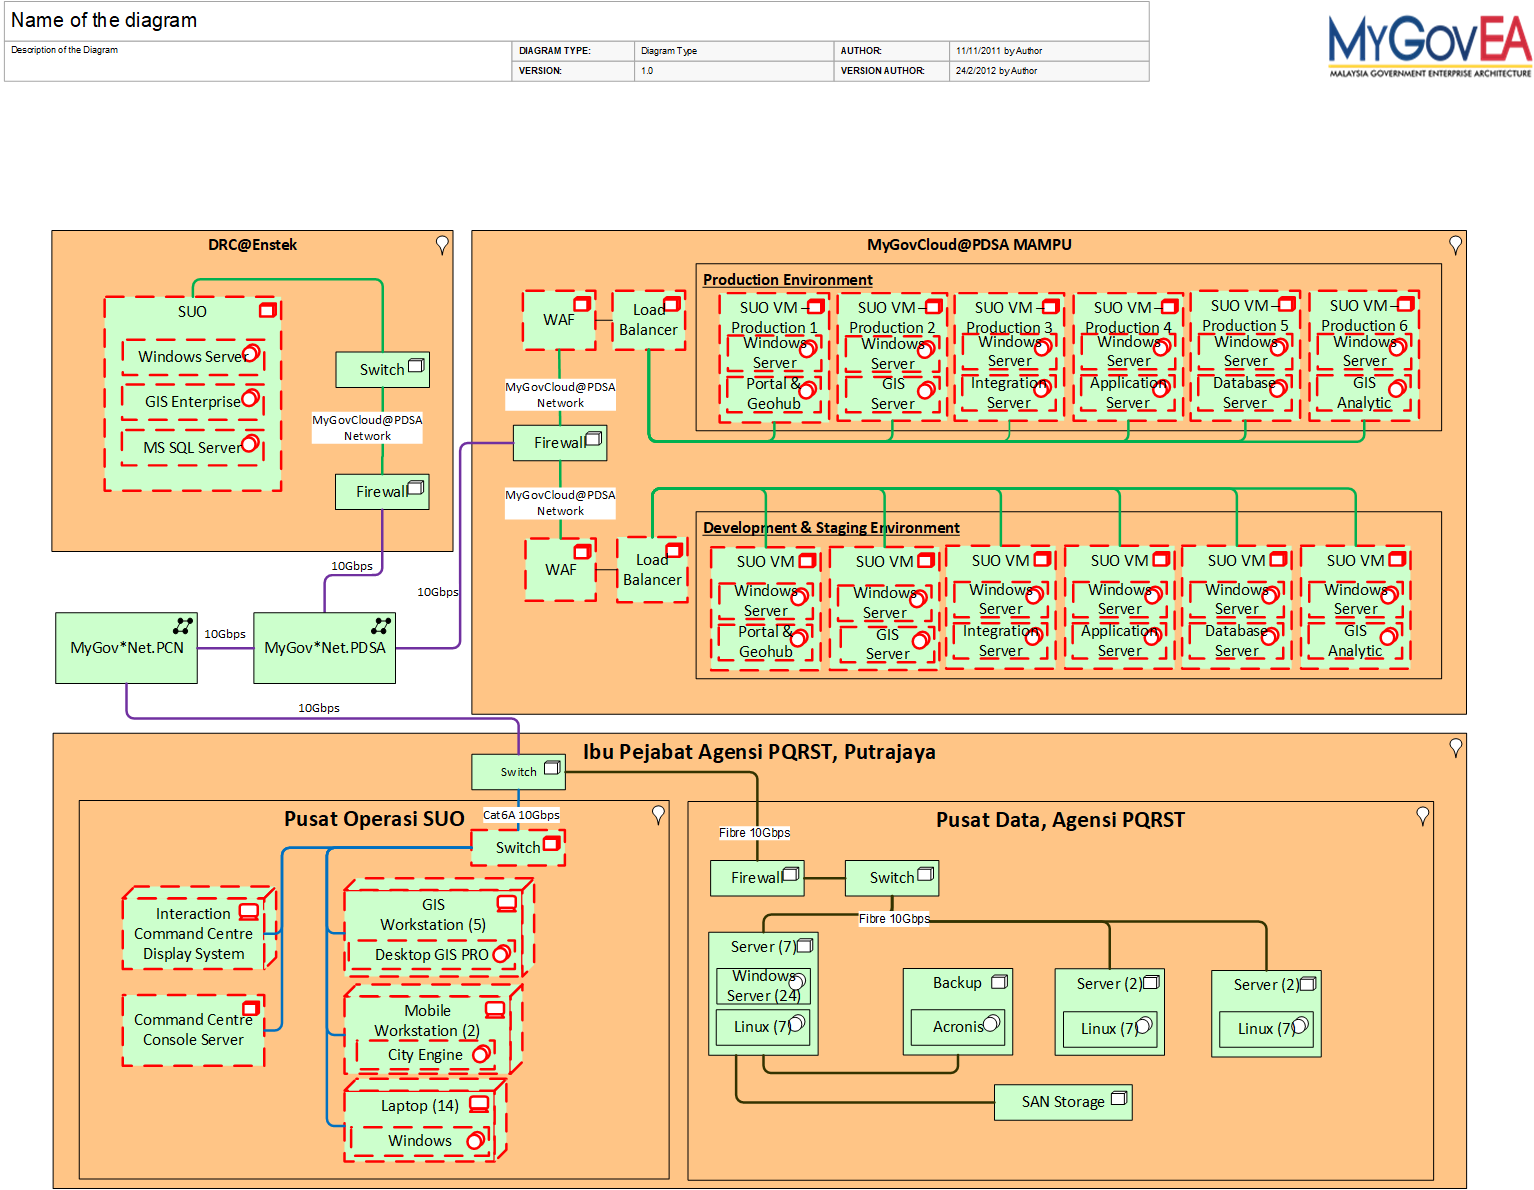 Name of the diagram
Description of the Diagram
DIAGRAM TYPE:
Diagram Type
AUTHOR:
11/11/2011 by Author
VERSION:
1.0
VERSION AUTHOR:
24/2/2012 by Author
MyGovEA
MALAYSIA GOVERNMENT ENTERPRISE ARCHITECTURE
DRC@Enstek
SUO
Windows Server
GIS Enterprise
MS SQL Server
Switch
MyGovCloud@PDSA
Network
Firewall
10Gbps
MyGov*Net.PCN
10Gbps
MyGov*Net.PDSA
10Gbps
10Gbps
MyGovCloud@PDSA MAMPU
WAF
Load
Balancer
MyGovCloud@PDSA
Network
Firewall
MyGovCloud@PDSA
Network
WAF
Load
Balancer
Production Environment
SUO VM –
Production 1
Windows
Server
Portal &
Geohub
SUO VM –
Production 2
Windows
Server
GIS
Server
SUO VM –
Production 3
Windows
Server
Integration
Server
SUO VM –
Production 4
Windows
Server
Application
Server
SUO VM –
Production 5
Windows
Server
Database
Server
SUO VM –
Production 6
Windows
Server
GIS
Analytic
Development & Staging Environment
SUO VM
Windows
Server
Portal &
Geohub
SUO VM
Windows
Server
GIS
Server
SUO VM
Windows
Server
Integration
Server
SUO VM
Windows
Server
Application
Server
SUO VM
Windows
Server
Database
Server
SUO VM
Windows
Server
GIS
Analytic
Ibu Pejabat Agensi PQRST, Putrajaya
Switch
Cat6A 10Gbps
Pusat Operasi SUO
Switch
Interaction
Command Centre
Display System
Command Centre
Console Server
GIS
Workstation (5)
Desktop GIS PRO
Mobile
Workstation (2)
City Engine
Laptop (14)
Windows
Pusat Data, Agensi PQRST
Fibre 10Gbps
Firewall
Switch
Fibre 10Gbps
Server (7)
Windows
Server (24)
Linux (7)
Backup
Acronis
Server (2)
Linux (7)
Server (2)
Linux (7)
SAN Storage